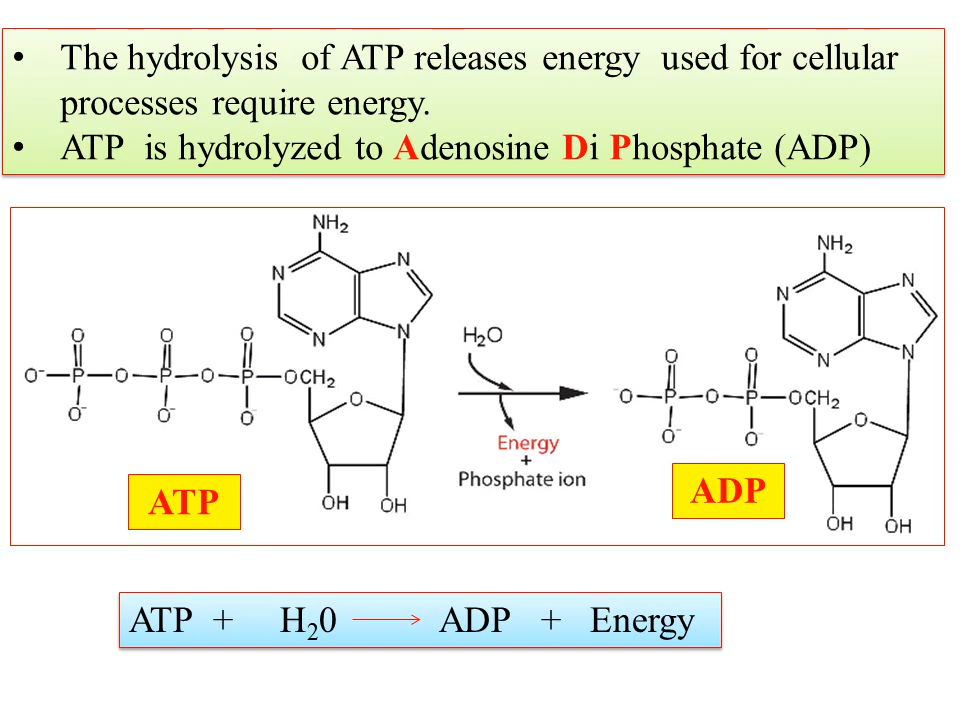 • The hydrolysis of ATP releases energy used for cellular
processes require energy.
• ATP is hydrolyzed to Adenosine Di Phosphate (ADP)
NH₂
N
N
N
N
O O O
O⁻ P O P O P OCH₂
O⁻ O⁻ O⁻
O
OH OH
ATP
H₂O
Energy
+
Phosphate ion
NH₂
N
N
N
N
O O
⁻O P O P OCH₂
O⁻ O⁻
O
OH OH
ADP
ATP + H₂0 ADP + Energy